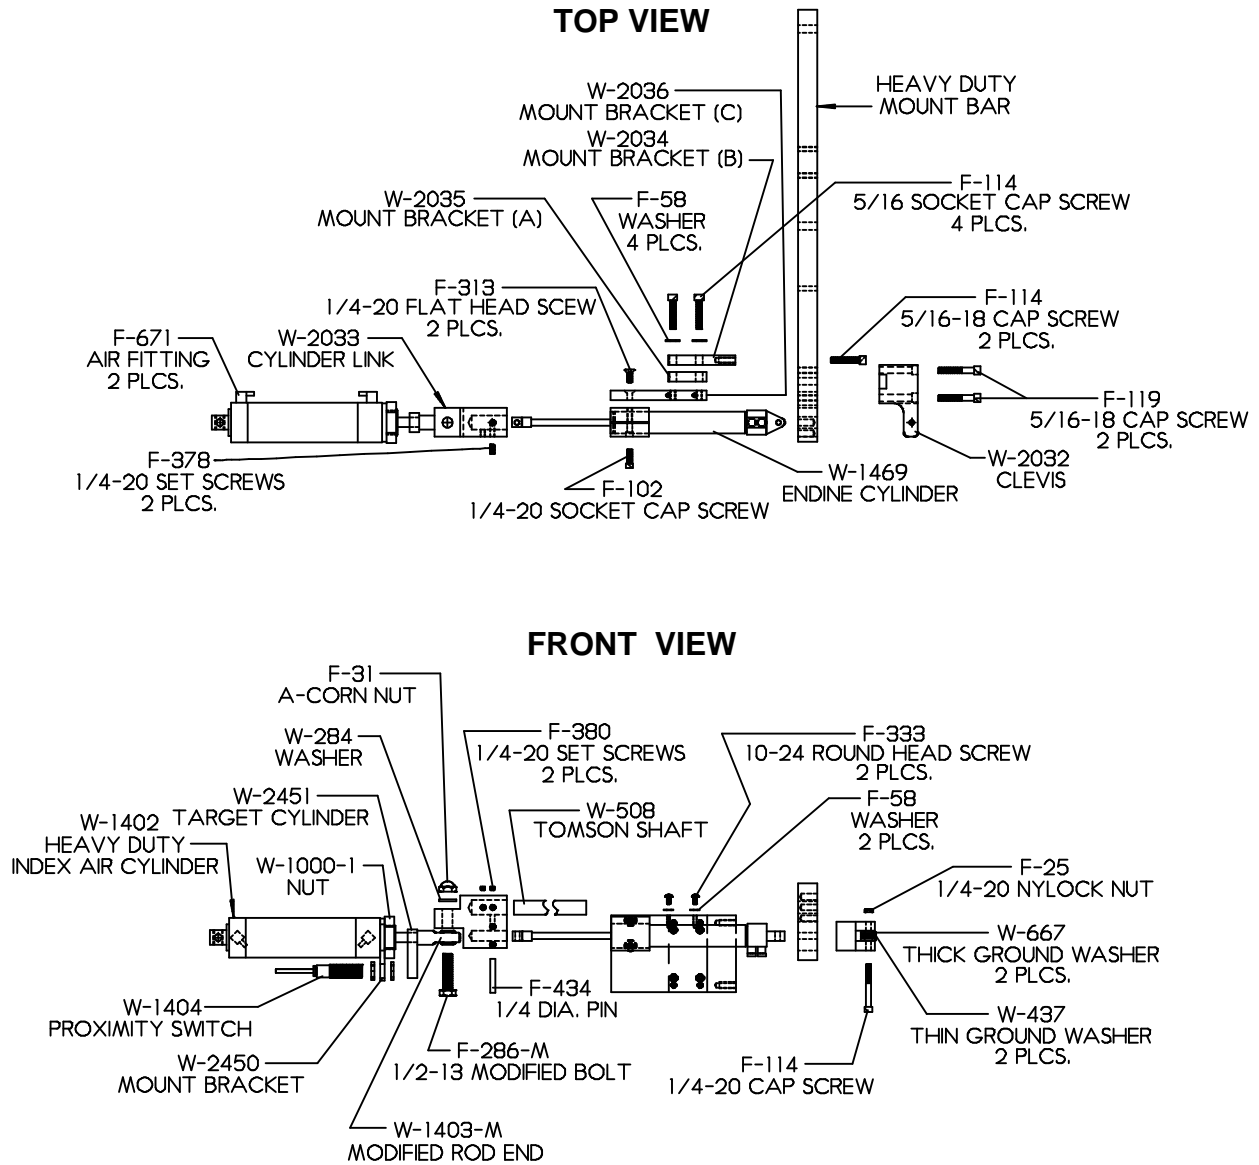 TOP VIEW
W-2036
MOUNT BRACKET (C)
W-2034
MOUNT BRACKET (B)
HEAVY DUTY
MOUNT BAR
W-2035
MOUNT BRACKET (A)
F-58
WASHER
4 PLCS.
F-114
5/16 SOCKET CAP SCREW
4 PLCS.
F-313
1/4-20 FLAT HEAD SCEW
2 PLCS.
F-114
5/16-18 CAP SCREW
2 PLCS.
F-671
AIR FITTING
2 PLCS.
W-2033
CYLINDER LINK
F-119
5/16-18 CAP SCREW
2 PLCS.
F-378
1/4-20 SET SCREWS
2 PLCS.
F-102
1/4-20 SOCKET CAP SCREW
W-1469
ENDINE CYLINDER
W-2032
CLEVIS
FRONT VIEW
F-31
A-CORN NUT
W-284
WASHER
F-380
1/4-20 SET SCREWS
2 PLCS.
F-333
10-24 ROUND HEAD SCREW
2 PLCS.
W-2451
TARGET CYLINDER
W-508
TOMSON SHAFT
F-58
WASHER
2 PLCS.
W-1402
HEAVY DUTY
INDEX AIR CYLINDER
W-1000-1
NUT
F-25
1/4-20 NYLOCK NUT
W-667
THICK GROUND WASHER
2 PLCS.
W-1404
PROXIMITY SWITCH
F-434
1/4 DIA. PIN
W-437
THIN GROUND WASHER
2 PLCS.
W-2450
MOUNT BRACKET
F-286-M
1/2-13 MODIFIED BOLT
F-114
1/4-20 CAP SCREW
W-1403-M
MODIFIED ROD END